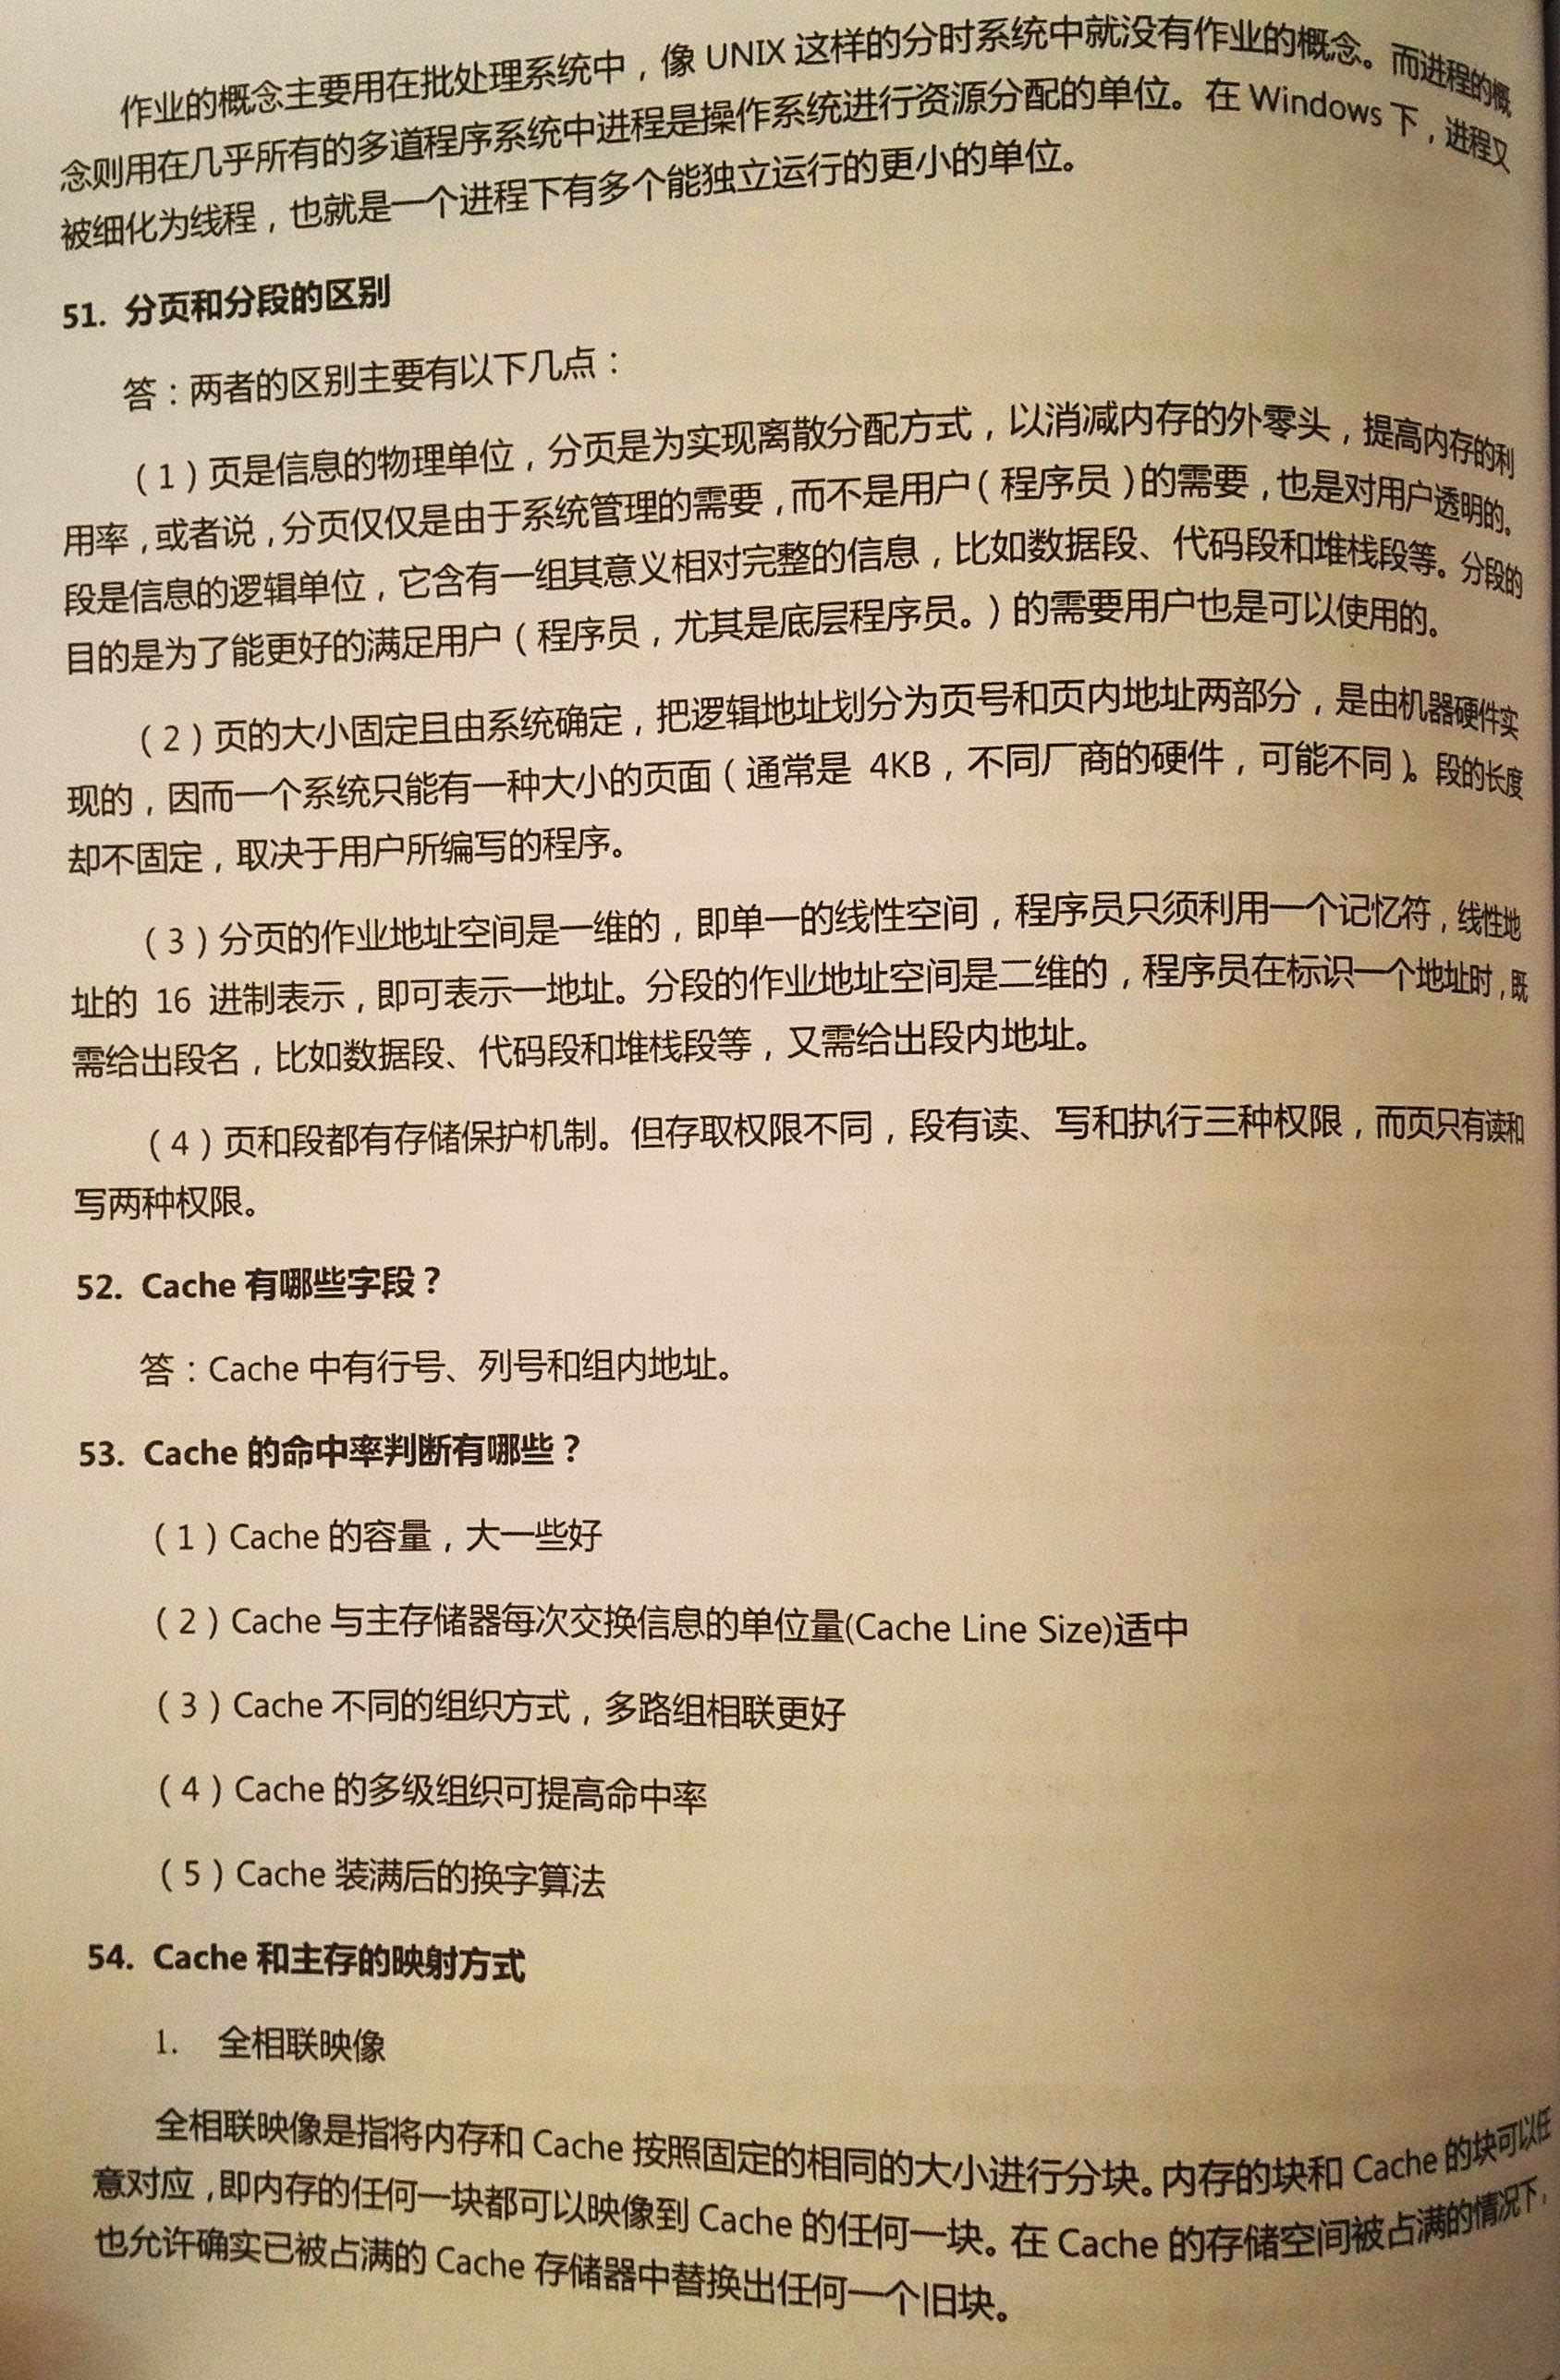 作业的概念主要用在批处理系统中，像 UNIX 这样的分时系统中就没有作业的概念。而进程的概
念则用在几乎所有的多道程序系统中进程是操作系统进行资源分配的单位。在 Windows 下，进程又
被细化为线程，也就是一个进程下有多个能独立运行的更小的单位。
51. 分页和分段的区别
答：两者的区别主要有以下几点：
（1）页是信息的物理单位，分页是为实现离散分配方式，以消减内存的外零头，提高内存的利
用率，或者说，分页仅仅是由于系统管理的需要，而不是用户（程序员）的需要，也是对用户透明的。
段是信息的逻辑单位，它含有一组其意义相对完整的信息，比如数据段、代码段和堆栈段等。分段的
目的是为了能更好的满足用户（程序员，尤其是底层程序员。）的需要用户也是可以使用的。
（2）页的大小固定且由系统确定，把逻辑地址划分为页号和页内地址两部分，是由机器硬件实
现的，因而一个系统只能有一种大小的页面（通常是 4KB，不同厂商的硬件，可能不同）。段的长度
却不固定，取决于用户所编写的程序。
（3）分页的作业地址空间是一维的，即单一的线性空间，程序员只须利用一个记忆符，线性地
址的 16 进制表示，即可表示一地址。分段的作业地址空间是二维的，程序员在标识一个地址时，既
需给出段名，比如数据段、代码段和堆栈段等，又需给出段内地址。
（4）页和段都有存储保护机制。但存取权限不同，段有读、写和执行三种权限，而页只有读和
写两种权限。
52. Cache 有哪些字段？
答：Cache 中有行号、列号和组内地址。
53. Cache 的命中率判断有哪些？
（1）Cache 的容量，大一些好
（2）Cache 与主存储器每次交换信息的单位量(Cache Line Size)适中
（3）Cache 不同的组织方式，多路组相联更好
（4）Cache 的多级组织可提高命中率
（5）Cache 装满后的换字算法
54. Cache 和主存的映射方式
1. 全相联映像
全相联映像是指将内存和 Cache 按照固定的相同的大小进行分块。内存的块和 Cache 的块可以任
意对应，即内存的任何一块都可以映像到 Cache 的任何一块。在 Cache 的存储空间被占满的情况下，
也允许确实已被占满的 Cache 存储器中替换出任何一个旧块。